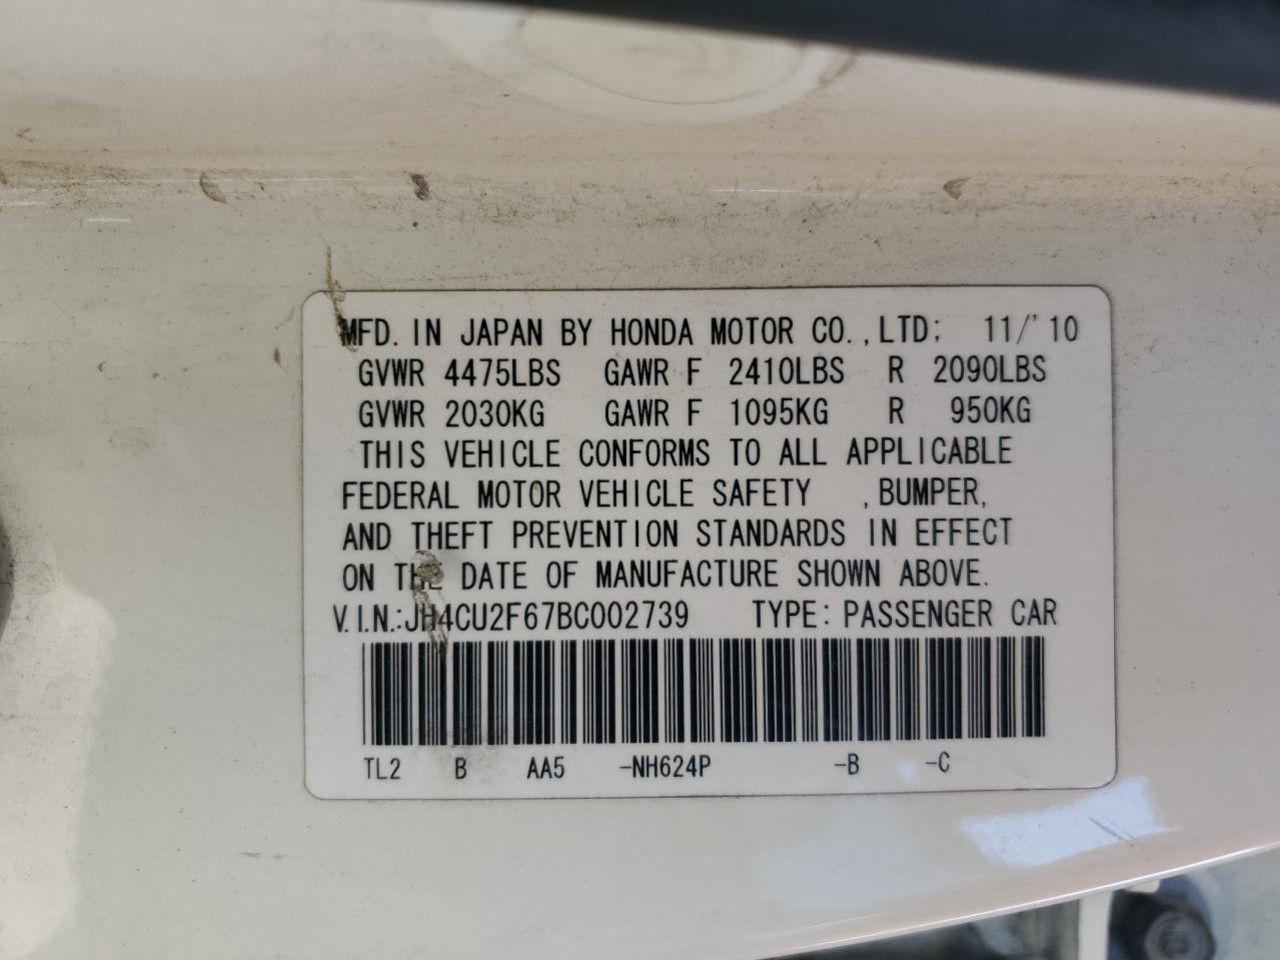 MFD. IN JAPAN BY HONDA MOTOR CO., LTD; 11/'10
GVWR 4475LBS GAWR F 2410LBS R 2090LBS
GVWR 2030KG GAWR F 1095KG R 950KG
THIS VEHICLE CONFORMS TO ALL APPLICABLE
FEDERAL MOTOR VEHICLE SAFETY , BUMPER,
AND THEFT PREVENTION STANDARDS IN EFFECT
ON THE DATE OF MANUFACTURE SHOWN ABOVE.
V.I.N.:JH4CU2F67BC002739 TYPE: PASSENGER CAR
TL2 B AA5 -NH624P -B -C